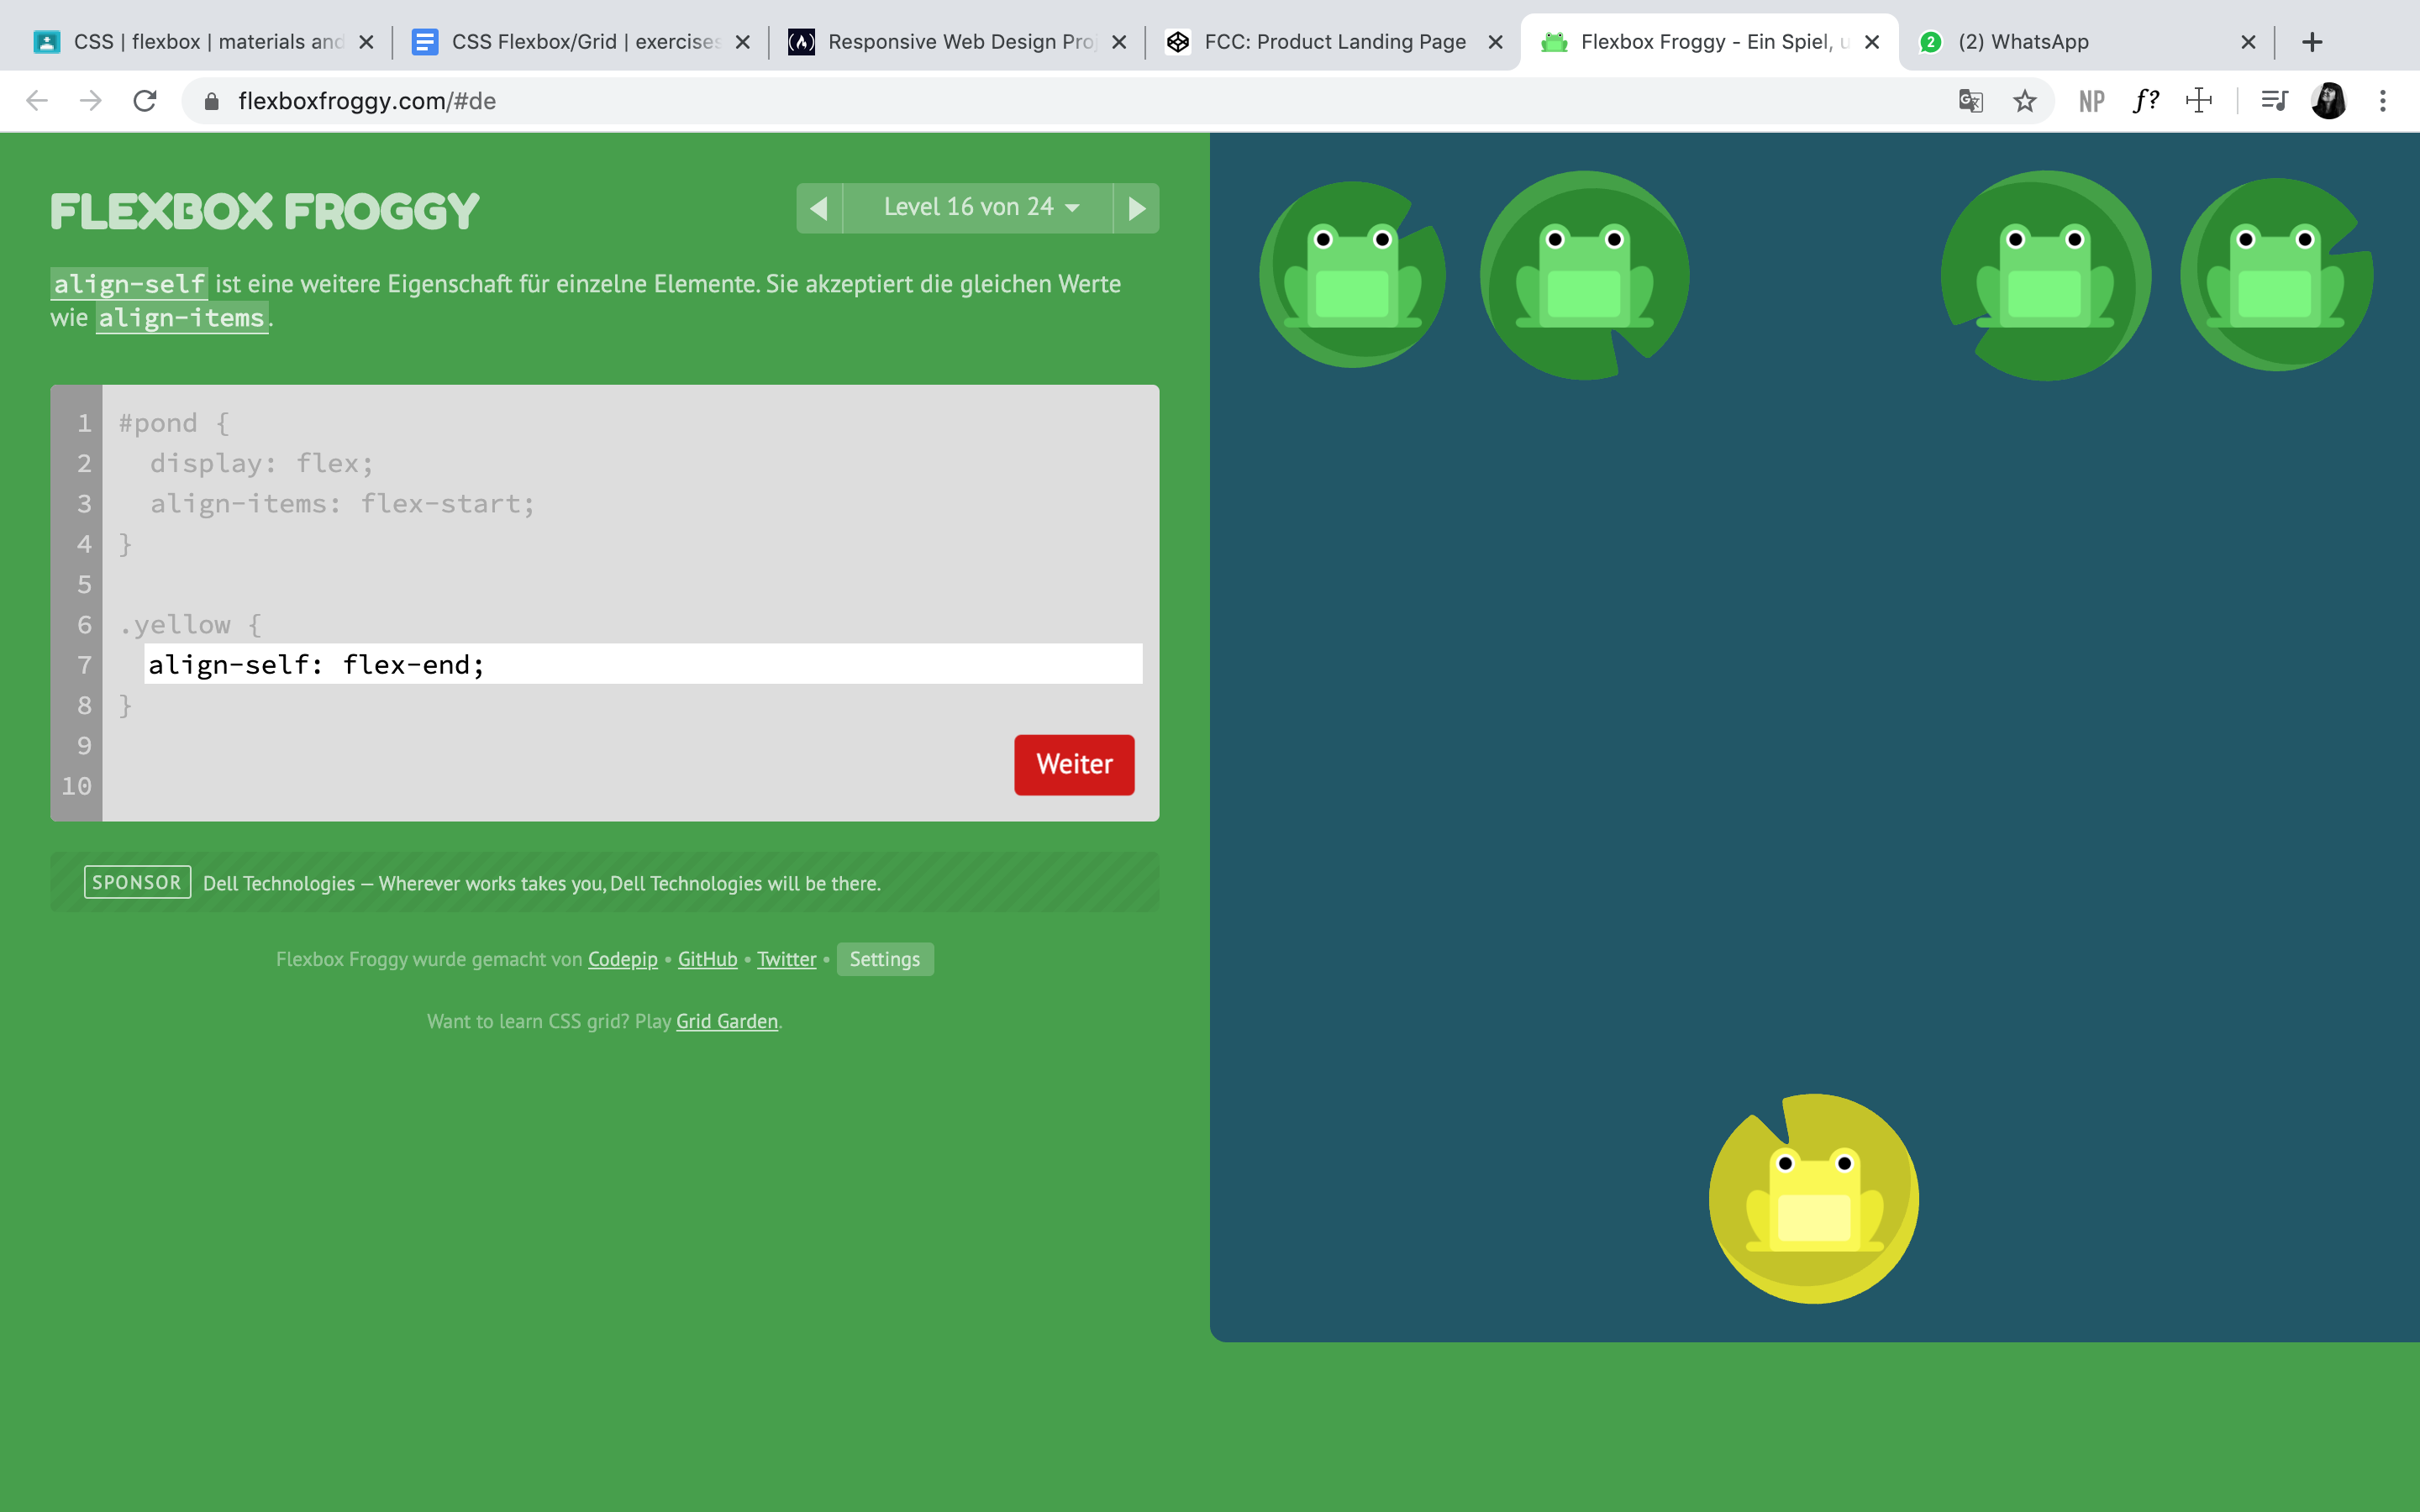 CSS | flexbox | materials and
CSS Flexbox/Grid | exercises
Responsive Web Design Proj
FCC: Product Landing Page
Flexbox Froggy - Ein Spiel, u
2
(2) WhatsApp
flexboxfroggy.com/#de
NP
f?
FLEXBOX FROGGY
Level 16 von 24
align-self ist eine weitere Eigenschaft für einzelne Elemente. Sie akzeptiert die gleichen Werte
wie align-items.
1 #pond {
2 display: flex;
3 align-items: flex-start;
4 }
5
6 .yellow {
7 align-self: flex-end;
8 }
9
10
Weiter
SPONSOR Dell Technologies — Wherever works takes you, Dell Technologies will be there.
Flexbox Froggy wurde gemacht von Codepip • GitHub • Twitter • Settings
Want to learn CSS grid? Play Grid Garden.